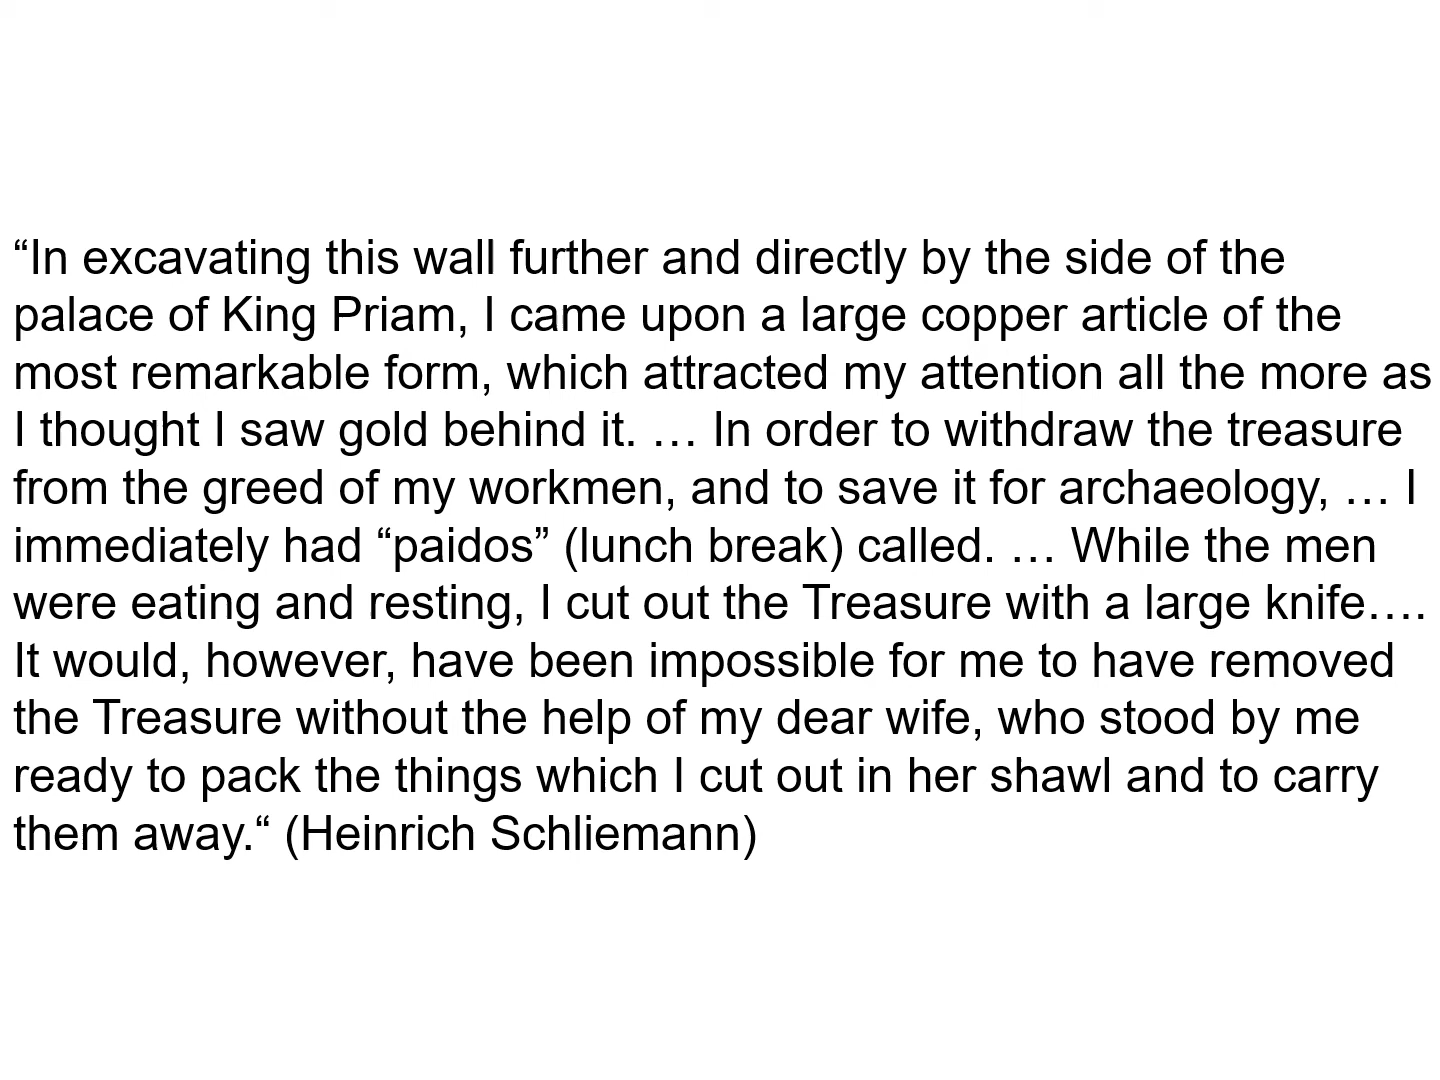 “In excavating this wall further and directly by the side of the
palace of King Priam, I came upon a large copper article of the
most remarkable form, which attracted my attention all the more as
I thought I saw gold behind it. … In order to withdraw the treasure
from the greed of my workmen, and to save it for archaeology, … I
immediately had “paidos” (lunch break) called. … While the men
were eating and resting, I cut out the Treasure with a large knife….
It would, however, have been impossible for me to have removed
the Treasure without the help of my dear wife, who stood by me
ready to pack the things which I cut out in her shawl and to carry
them away.“ (Heinrich Schliemann)